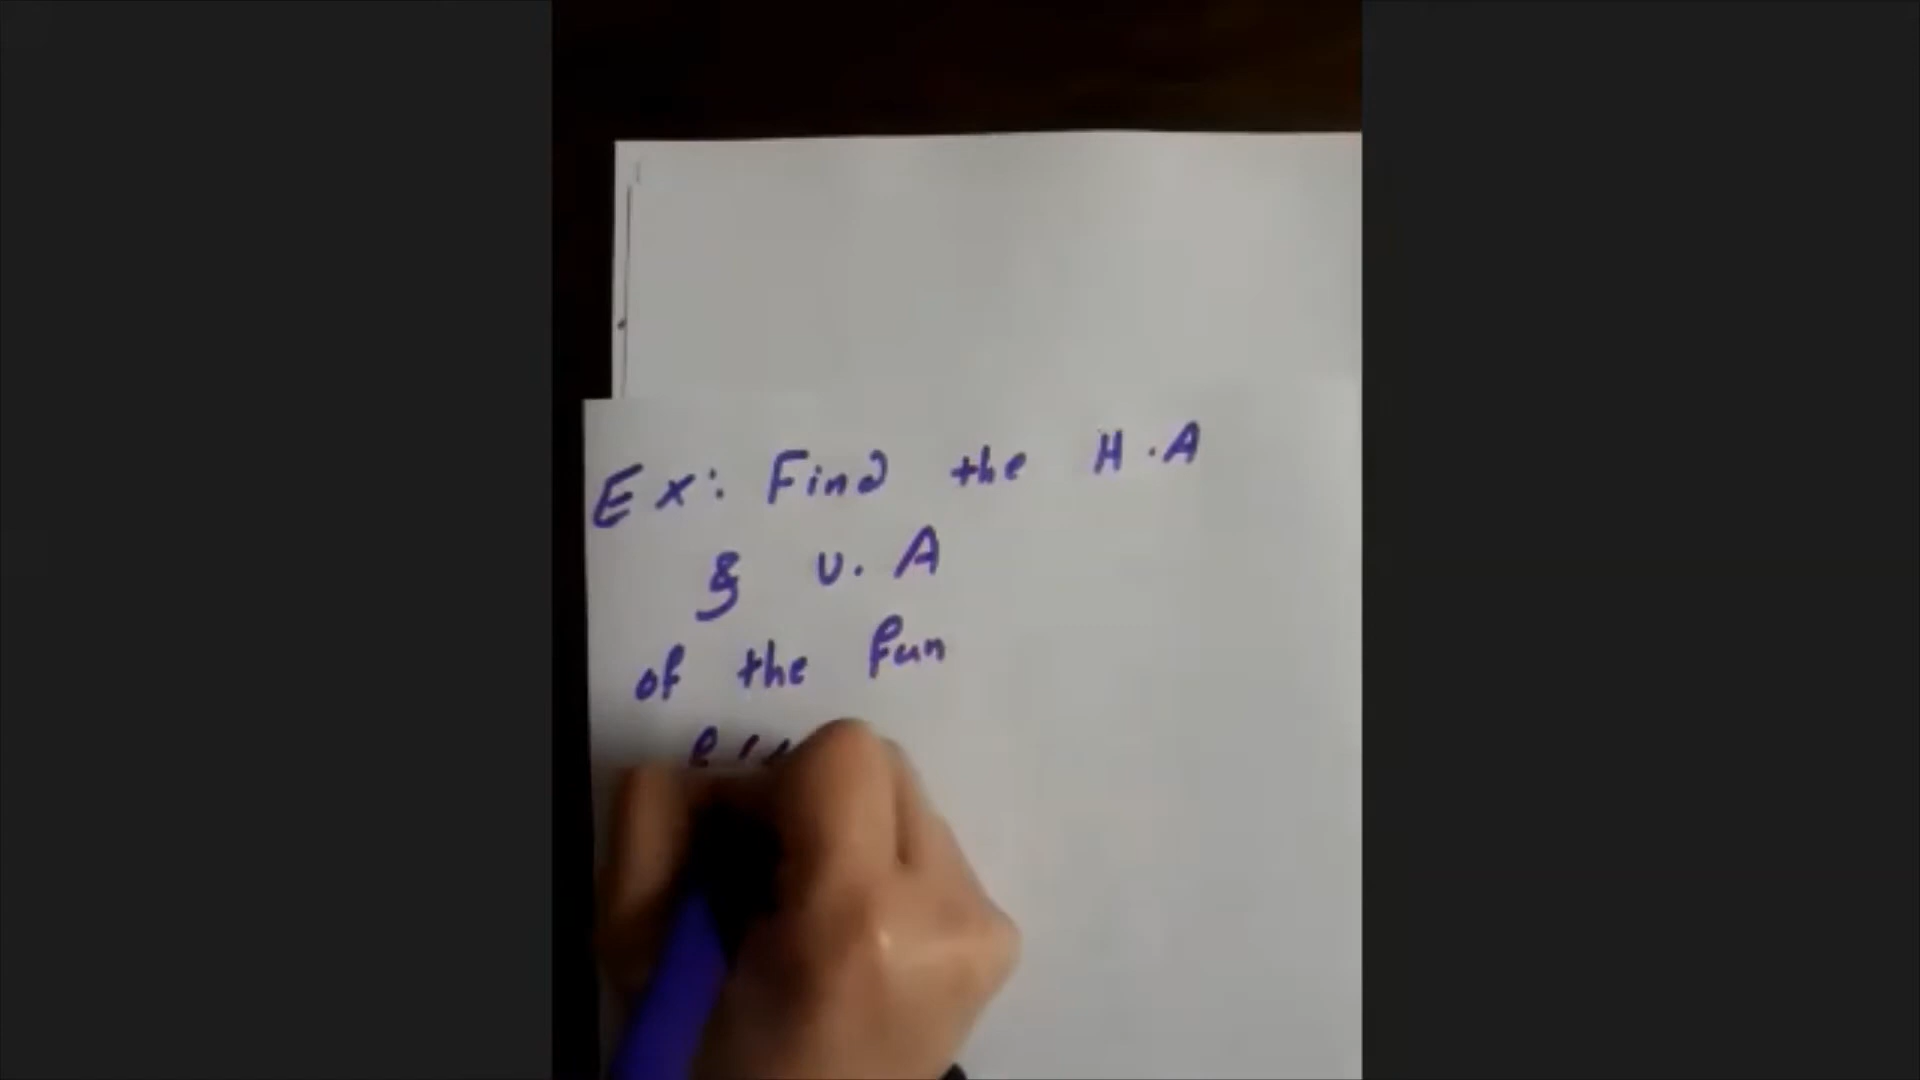 Ex: Find the H.A
& V.A
of the fun